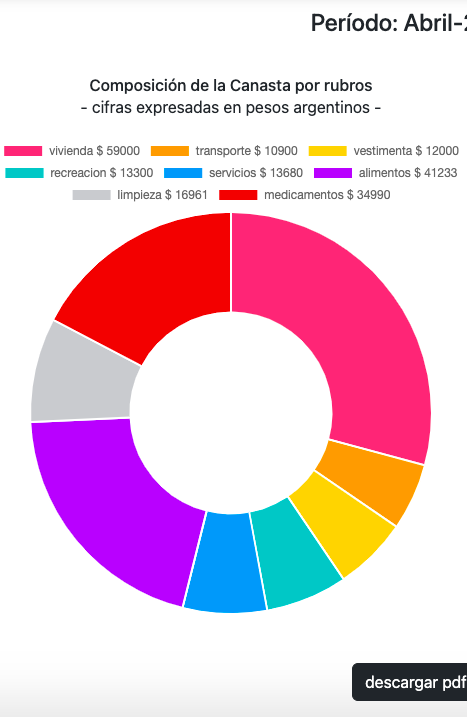 Período: Abril-
Composición de la Canasta por rubros
- cifras expresadas en pesos argentinos -
vivienda $ 59000 transporte $ 10900 vestimenta $ 12000
recreacion $ 13300 servicios $ 13680 alimentos $ 41233
limpieza $ 16961 medicamentos $ 34990
descargar pdf